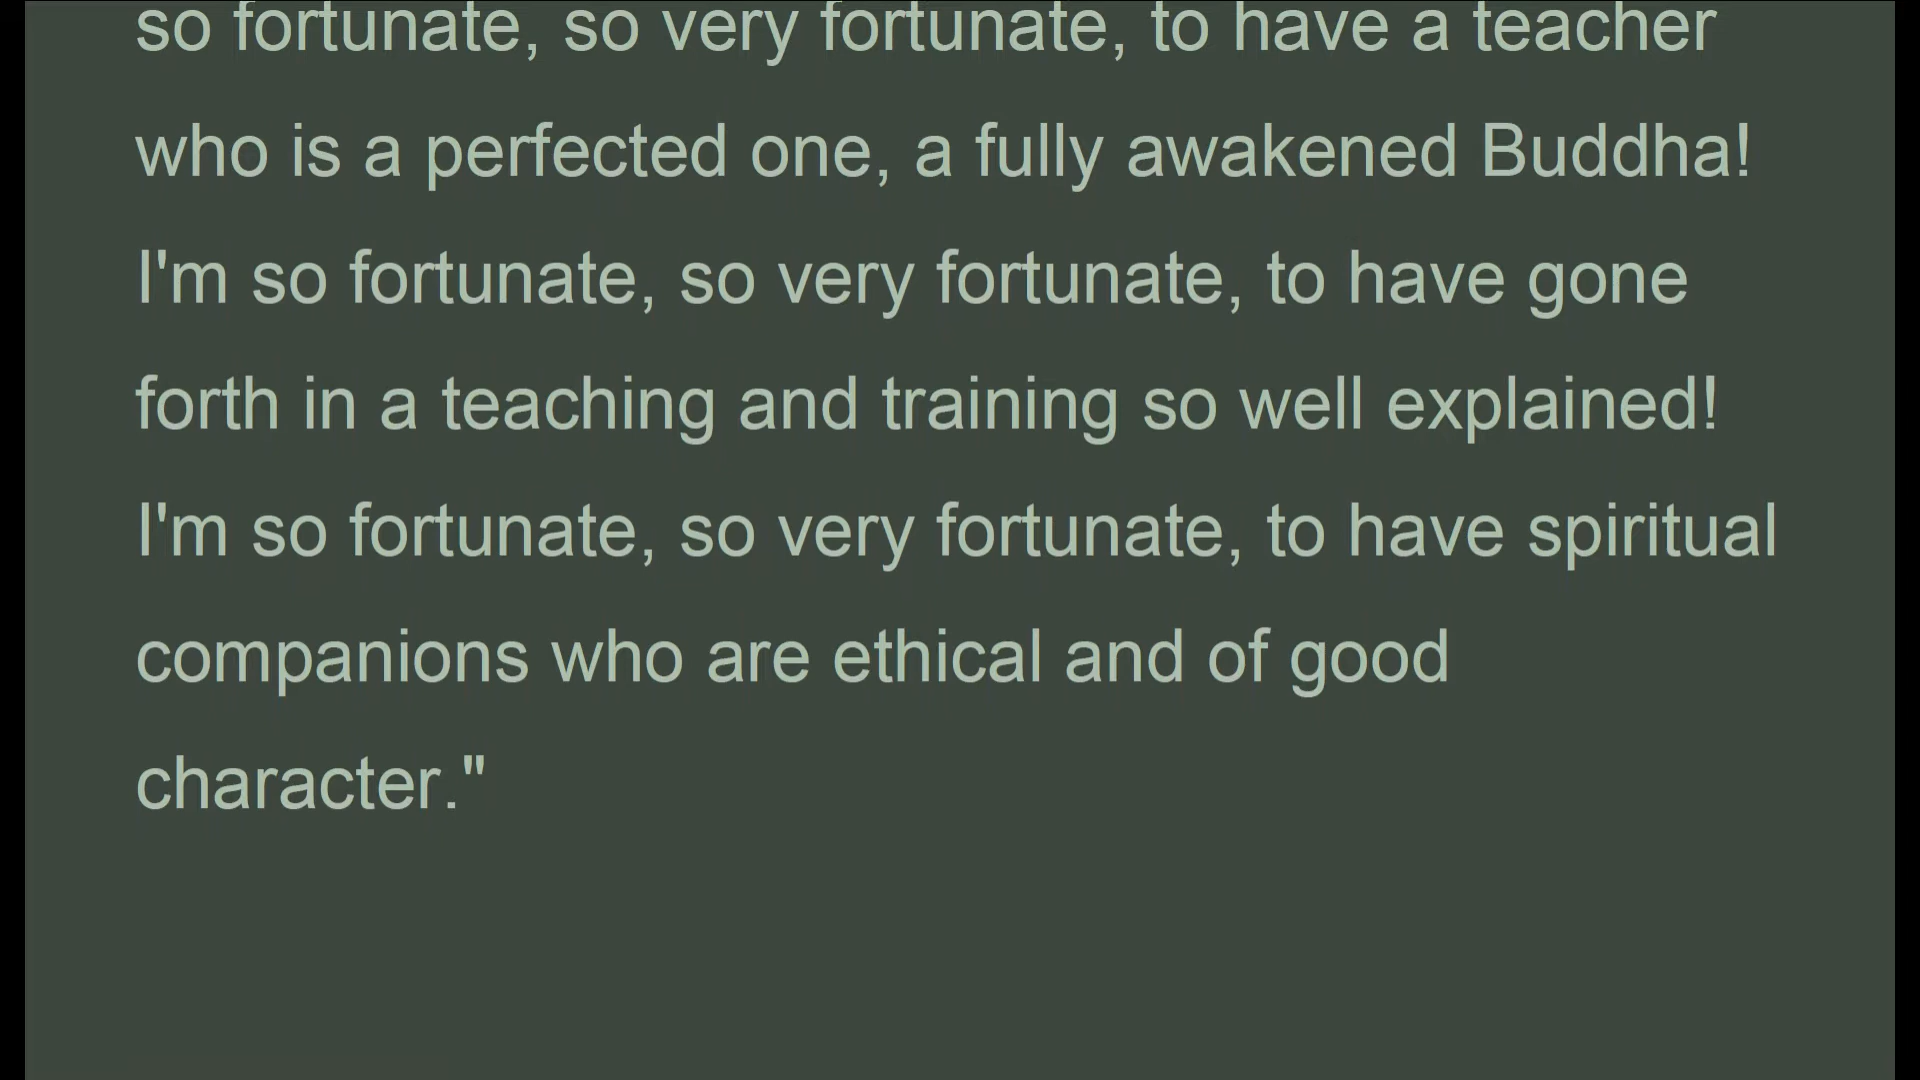 so fortunate, so very fortunate, to have a teacher
who is a perfected one, a fully awakened Buddha!
I'm so fortunate, so very fortunate, to have gone
forth in a teaching and training so well explained!
I'm so fortunate, so very fortunate, to have spiritual
companions who are ethical and of good
character."